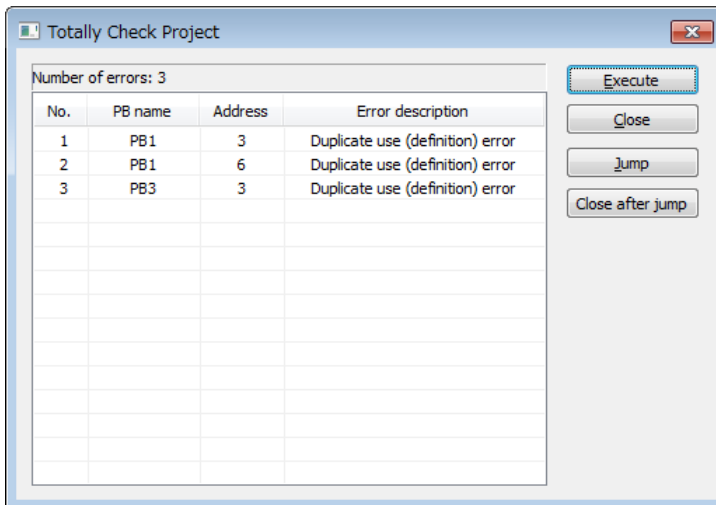 Totally Check Project
Number of errors: 3
Execute
Close
Jump
Close after jump
No. PB name Address Error description
1 PB1 3 Duplicate use (definition) error
2 PB1 6 Duplicate use (definition) error
3 PB3 3 Duplicate use (definition) error